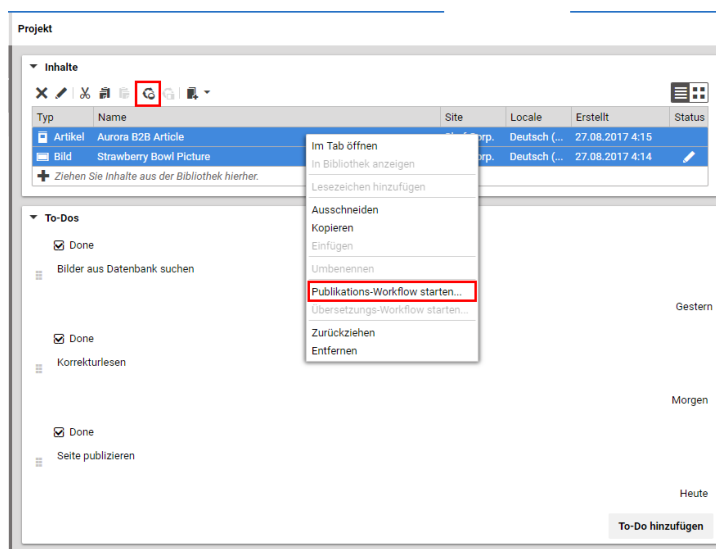 Projekt
Inhalte
Typ Name Site Locale Erstellt Status
Artikel Aurora B2B Article Corp. Deutsch (... 27.08.2017 4:15
Bild Strawberry Bowl Picture rp. Deutsch (... 27.08.2017 4:14
Ziehen Sie Inhalte aus der Bibliothek hierher.
Im Tab öffnen
In Bibliothek anzeigen
Lesezeichen hinzufügen
Ausschneiden
Kopieren
Einfügen
Umbenennen
Publikations-Workflow starten...
Übersetzungs-Workflow starten...
Zurückziehen
Entfernen
To-Dos
Done
Bilder aus Datenbank suchen
Gestern
Done
Korrekturlesen
Morgen
Done
Seite publizieren
Heute
To-Do hinzufügen